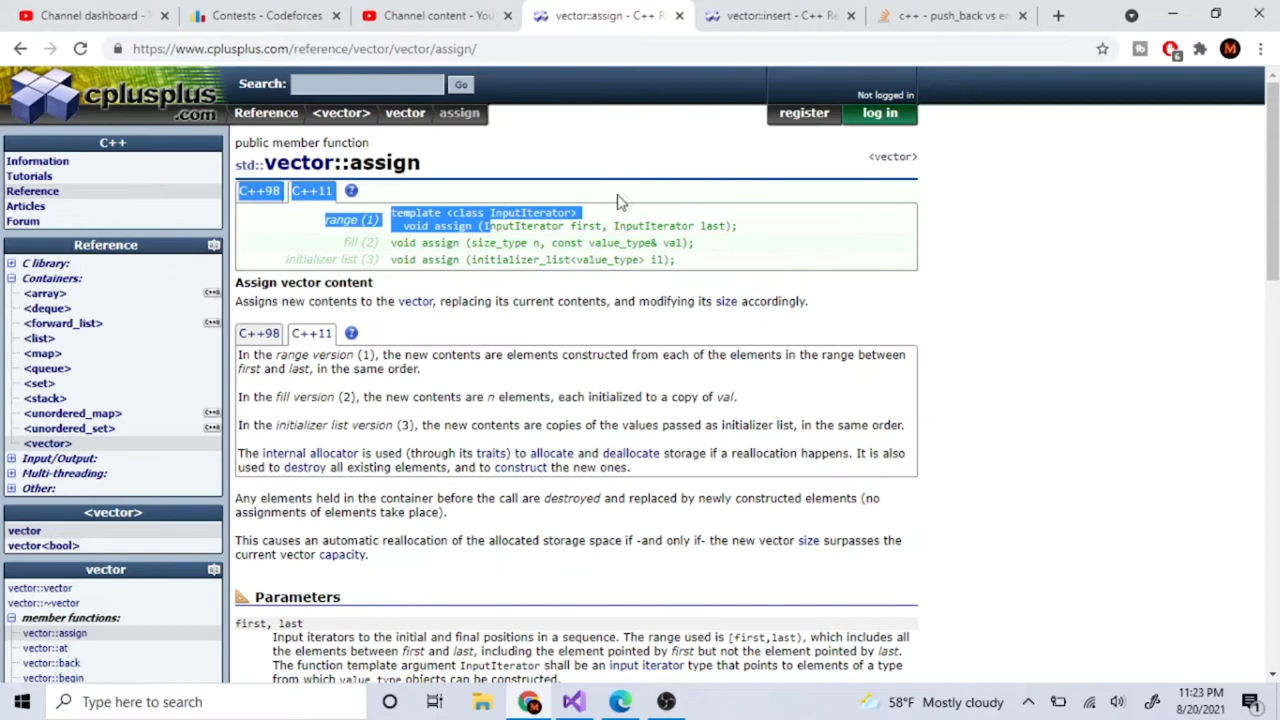 Channel dashboard -
Contests - Codeforces
Channel content - You
vector::assign - C++ R
vector::insert - C++ Re
c++ - push_back vs e
https://www.cplusplus.com/reference/vector/vector/assign/
6
M
cplusplus
.com
Search:
Go
Not logged in
Reference
<vector>
vector
assign
register
log in
C++
Information
Tutorials
Reference
Articles
Forum
Reference
C library:
Containers:
<array>
<deque>
<forward_list>
<list>
<map>
<queue>
<set>
<stack>
<unordered_map>
<unordered_set>
<vector>
Input/Output:
Multi-threading:
Other:
<vector>
vector
vector<bool>
vector
vector::vector
vector::~vector
member functions:
vector::assign
vector::at
vector::back
vector::begin
public member function
<vector>
std::vector::assign
C++98 C++11 ?
range (1) template <class InputIterator>
void assign (InputIterator first, InputIterator last);
fill (2) void assign (size_type n, const value_type& val);
initializer list (3) void assign (initializer_list<value_type> il);
Assign vector content
Assigns new contents to the vector, replacing its current contents, and modifying its size accordingly.
C++98 C++11 ?
In the range version (1), the new contents are elements constructed from each of the elements in the range between
first and last, in the same order.
In the fill version (2), the new contents are n elements, each initialized to a copy of val.
In the initializer list version (3), the new contents are copies of the values passed as initializer list, in the same order.
The internal allocator is used (through its traits) to allocate and deallocate storage if a reallocation happens. It is also
used to destroy all existing elements, and to construct the new ones.
Any elements held in the container before the call are destroyed and replaced by newly constructed elements (no
assignments of elements take place).
This causes an automatic reallocation of the allocated storage space if -and only if- the new vector size surpasses the
current vector capacity.
Parameters
first, last
Input iterators to the initial and final positions in a sequence. The range used is [first,last), which includes all
the elements between first and last, including the element pointed by first but not the element pointed by last.
The function template argument InputIterator shall be an input iterator type that points to elements of a type
from which value_type objects can be constructed.
Type here to search
58°F Mostly cloudy
11:23 PM
8/20/2021